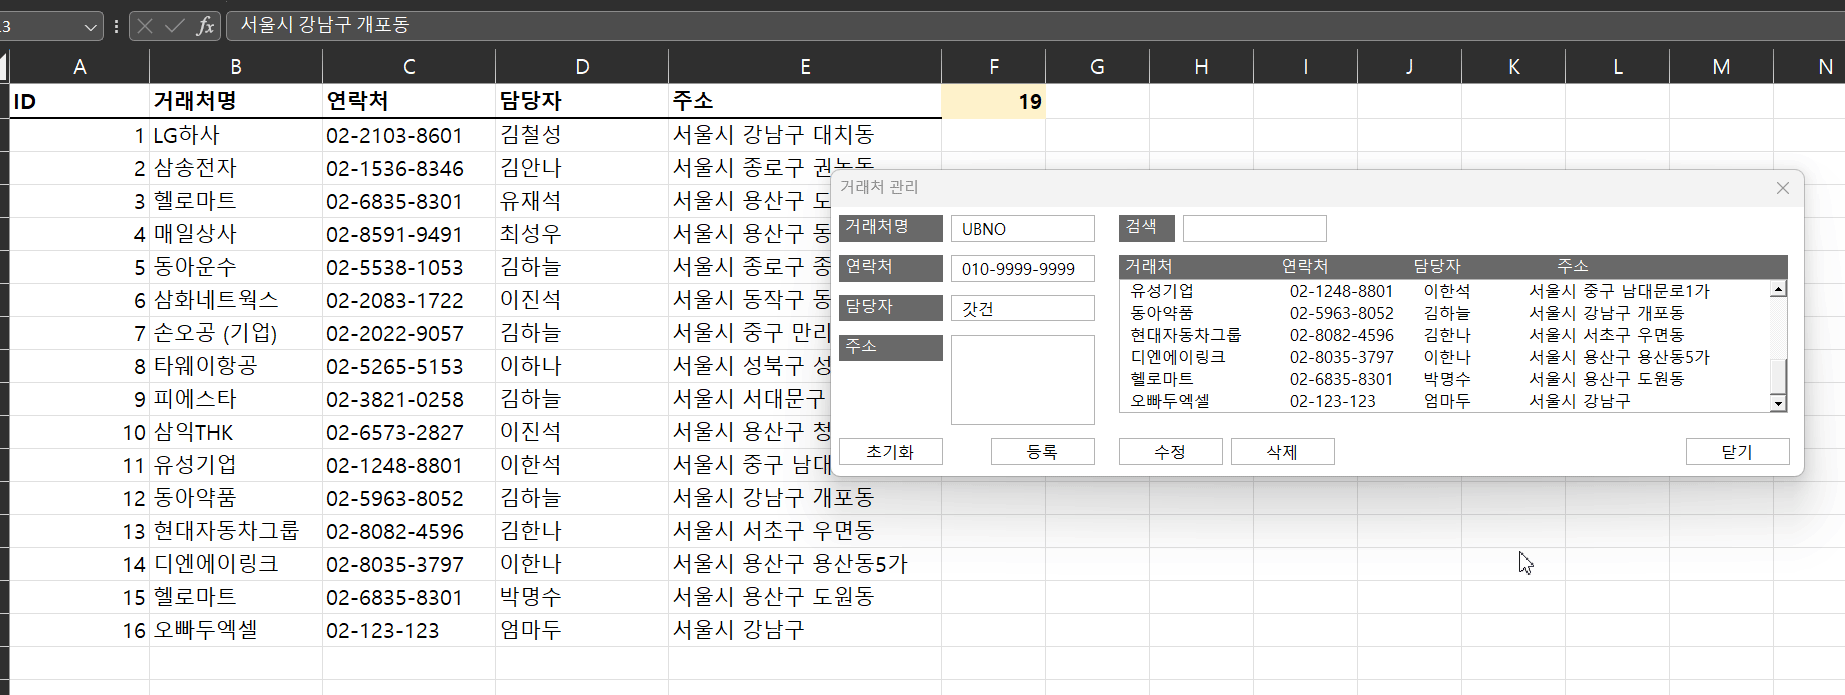 3 fx 서울시 강남구 개포동
A B C D E F G H I J K L M N
ID 거래처명 연락처 담당자 주소 19
1 LG하사 02-2103-8601 김철성 서울시 강남구 대치동
2 삼송전자 02-1536-8346 김안나 서울시 종로구 권농동
3 헬로마트 02-6835-8301 유재석 서울시 용산구 도
4 매일상사 02-8591-9491 최성우 서울시 용산구 동
5 동아운수 02-5538-1053 김하늘 서울시 종로구 종
6 삼화네트웍스 02-2083-1722 이진석 서울시 동작구 동
7 손오공 (기업) 02-2022-9057 김하늘 서울시 중구 만리
8 타웨이항공 02-5265-5153 이하나 서울시 성북구 성
9 피에스타 02-3821-0258 김하늘 서울시 서대문구
10 삼익THK 02-6573-2827 이진석 서울시 용산구 청
11 유성기업 02-1248-8801 이한석 서울시 중구 남대
12 동아약품 02-5963-8052 김하늘 서울시 강남구 개포동
13 현대자동차그룹 02-8082-4596 김한나 서울시 서초구 우면동
14 디엔에이링크 02-8035-3797 이한나 서울시 용산구 용산동5가
15 헬로마트 02-6835-8301 박명수 서울시 용산구 도원동
16 오빠두엑셀 02-123-123 엄마두 서울시 강남구
거래처 관리
거래처명 UBNO
연락처 010-9999-9999
담당자 갓건
주소
초기화 등록
검색
거래처 연락처 담당자 주소
유성기업 02-1248-8801 이한석 서울시 중구 남대문로1가
동아약품 02-5963-8052 김하늘 서울시 강남구 개포동
현대자동차그룹 02-8082-4596 김한나 서울시 서초구 우면동
디엔에이링크 02-8035-3797 이한나 서울시 용산구 용산동5가
헬로마트 02-6835-8301 박명수 서울시 용산구 도원동
오빠두엑셀 02-123-123 엄마두 서울시 강남구
수정 삭제 닫기